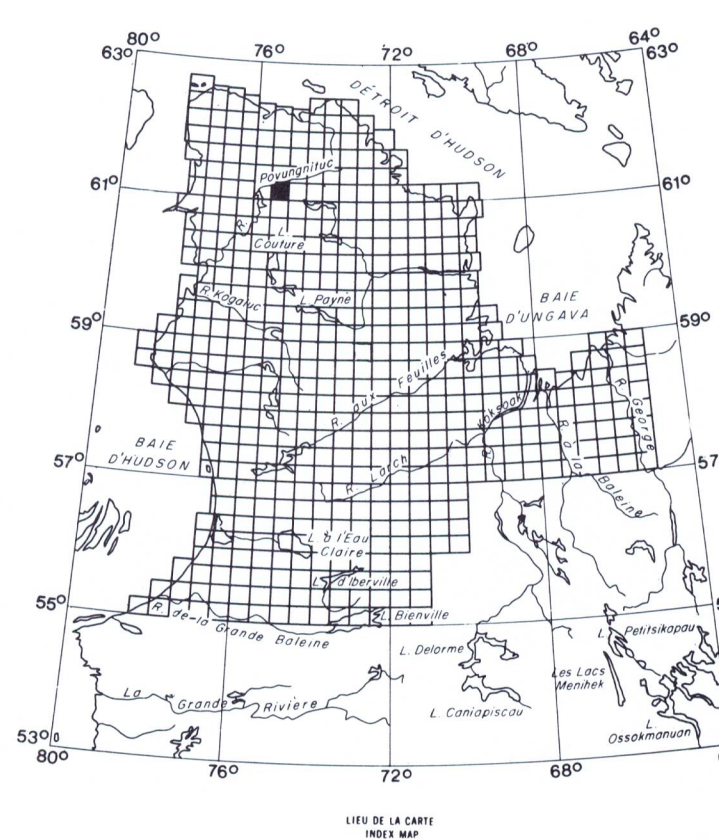 80° 76° 72° 68° 64°
63° 63°
DÉTROIT D'HUDSON
Povungnituc
61° 61°
R.
L.
Couture
R. Kogaluc
L. Payne
BAIE
D'UNGAVA
59° 59°
R. aux Feuilles
Koksoak
R. à la Baleine
R. George
BAIE
D'HUDSON
57° 57
R. Larch
L. à l'Eau
Claire
L. d'Iberville
55°
R. de-la Grande Baleine
L. Bienville
L. Petitsikapau
L. Delorme
Les Lacs
Menihek
La Grande Rivière
L. Caniapiscau
L.
Ossokmanuan
53°
80° 76° 72° 68°
LIEU DE LA CARTE
INDEX MAP